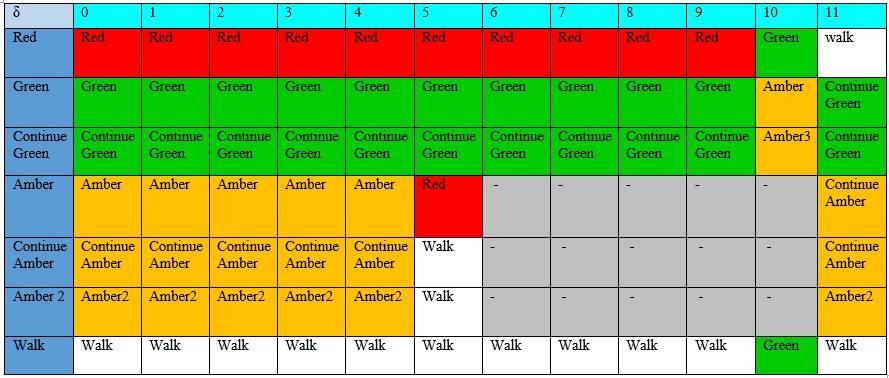 δ 0 1 2 3 4 5 6 7 8 9 10 11
Red Red Red Red Red Red Red Red Red Red Red Green walk
Green Green Green Green Green Green Green Green Green Green Green Amber Continue
Green
Continue Continue Continue Continue Continue Continue Continue Continue Continue Continue Continue Amber3 Continue
Green Green Green Green Green Green Green Green Green Green Green Green
Amber Amber Amber Amber Amber Amber Red - - - - - Continue
Amber
Continue Continue Continue Continue Continue Continue Walk - - - - - Continue
Amber Amber Amber Amber Amber Amber Amber
Amber 2 Amber2 Amber2 Amber2 Amber2 Amber2 Walk - - - - - Amber2
Walk Walk Walk Walk Walk Walk Walk Walk Walk Walk Walk Green Walk